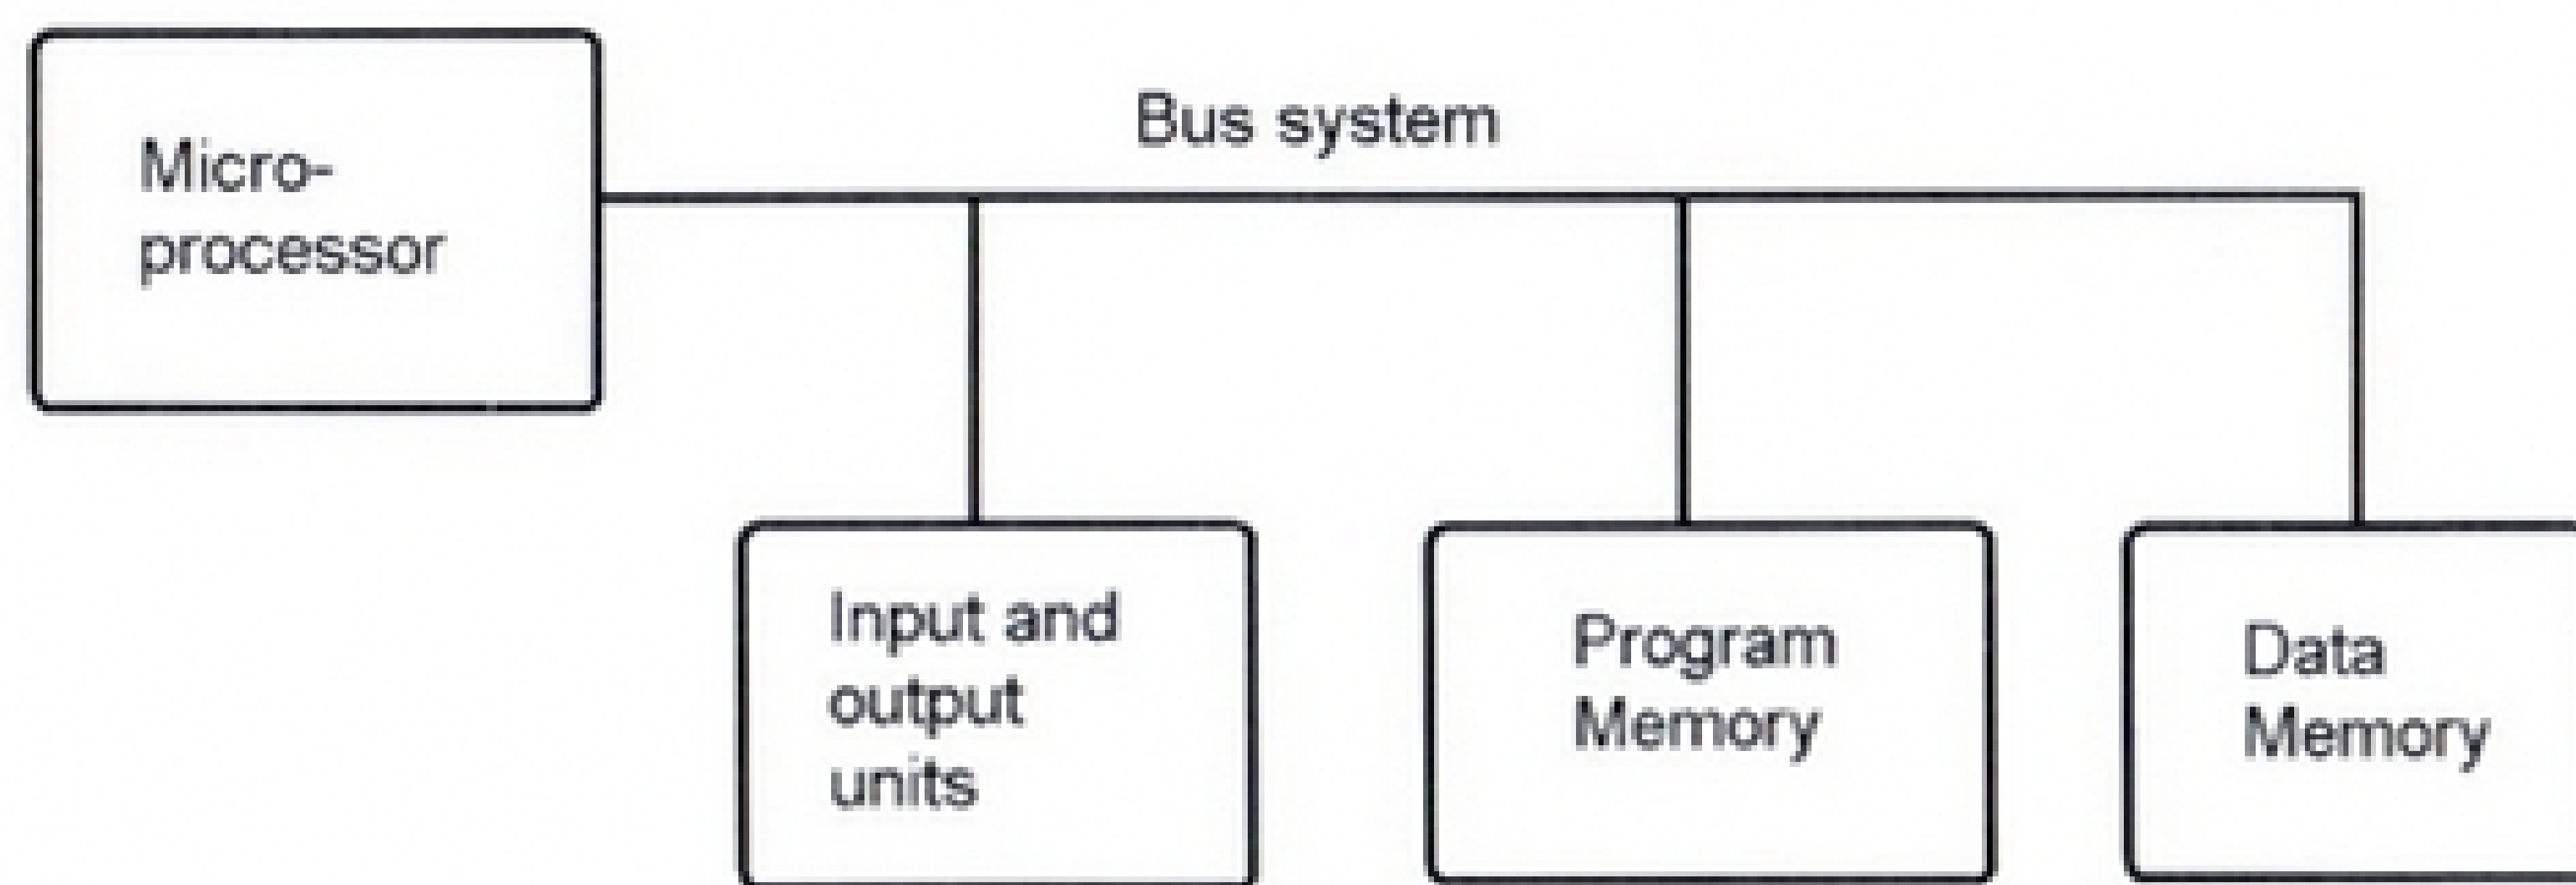 Bus system
Micro-
processor
Input and
output
units
Program
Memory
Data
Memory